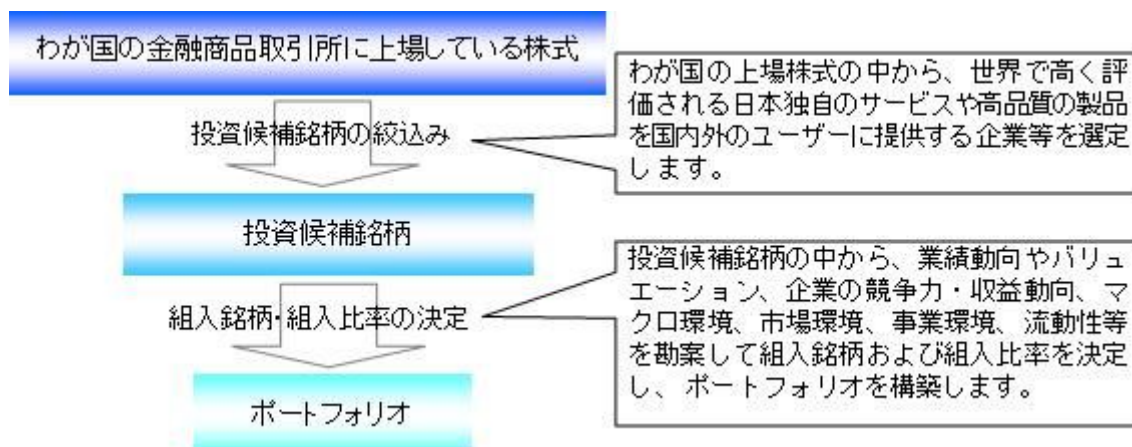 わが国の金融商品取引所に上場している株式
投資候補銘柄の絞込み
わが国の上場株式の中から、世界で高く評
価される日本独自のサービスや高品質の製品
を国内外のユーザーに提供する企業等を選定
します。
投資候補銘柄
組入銘柄・組入比率の決定
投資候補銘柄の中から、業績動向やバリュ
エーション、企業の競争力・収益動向、マ
クロ環境、市場環境、事業環境、流動性等
を勘案して組入銘柄および組入比率を決定
し、ポートフォリオを構築します。
ポートフォリオ